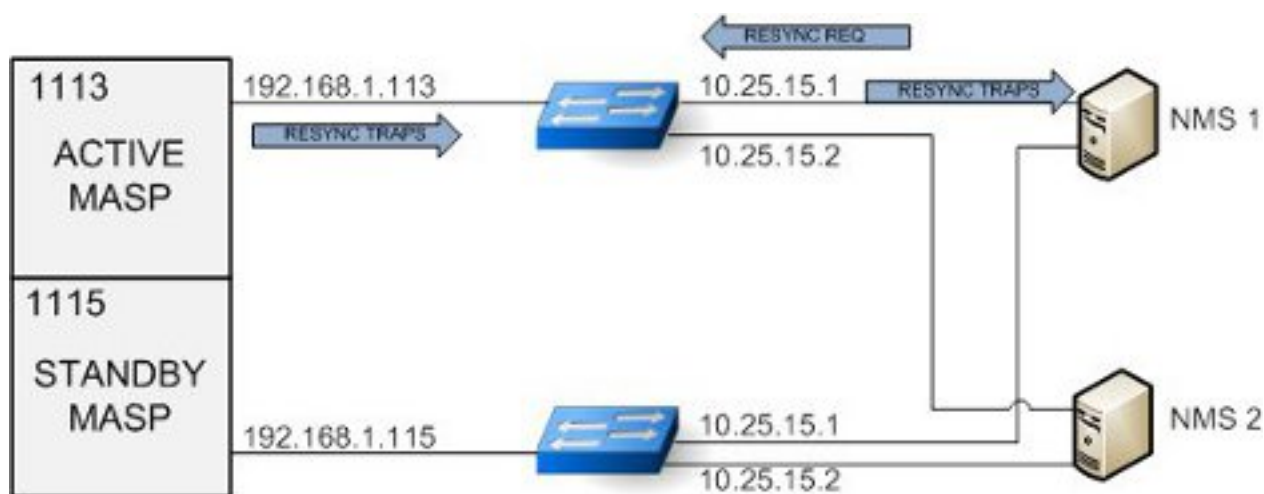 RESYNC REQ
1113
ACTIVE
MASP
192.168.1.113
RESYNC TRAPS
10.25.15.1
RESYNC TRAPS
10.25.15.2
NMS 1
1115
STANDBY
MASP
192.168.1.115
10.25.15.1
10.25.15.2
NMS 2